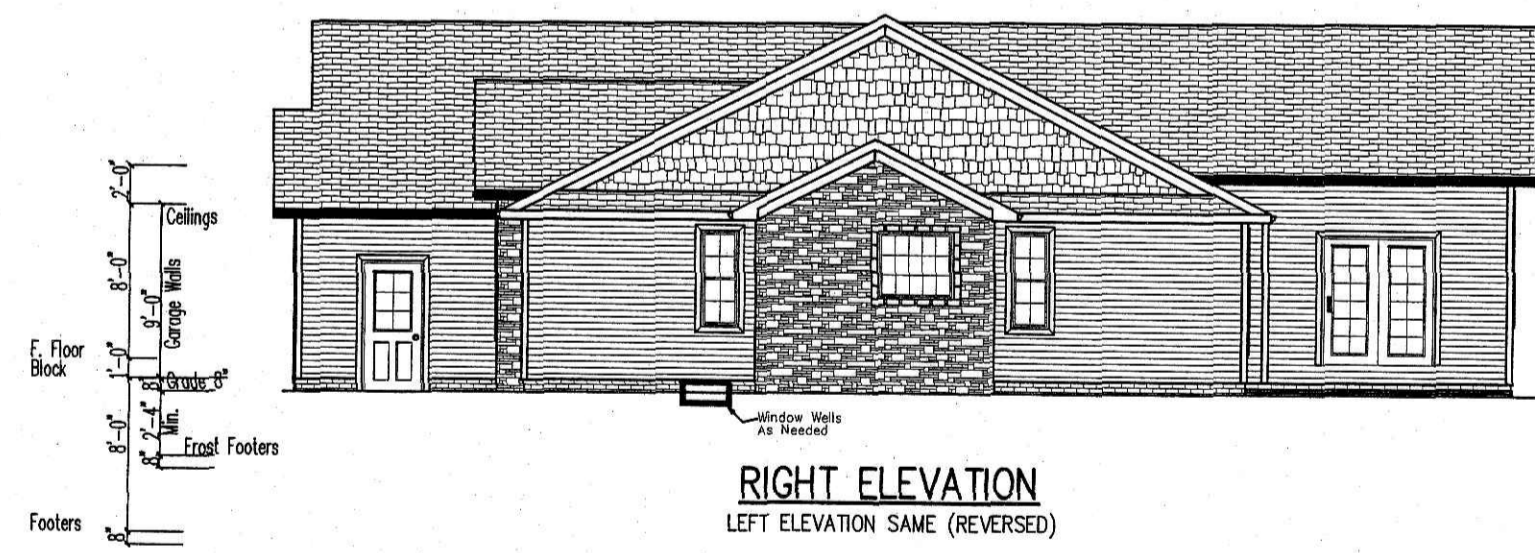 2'-0"
Ceilings
8'-0"
9'-0"
Garage Walls
F. Floor
Block
1'-0"
8"
Grade 8"
8'-0"
2'-4"
Min.
8"
Frost Footers
Footers
8"
Window Wells
As Needed
RIGHT ELEVATION
LEFT ELEVATION SAME (REVERSED)